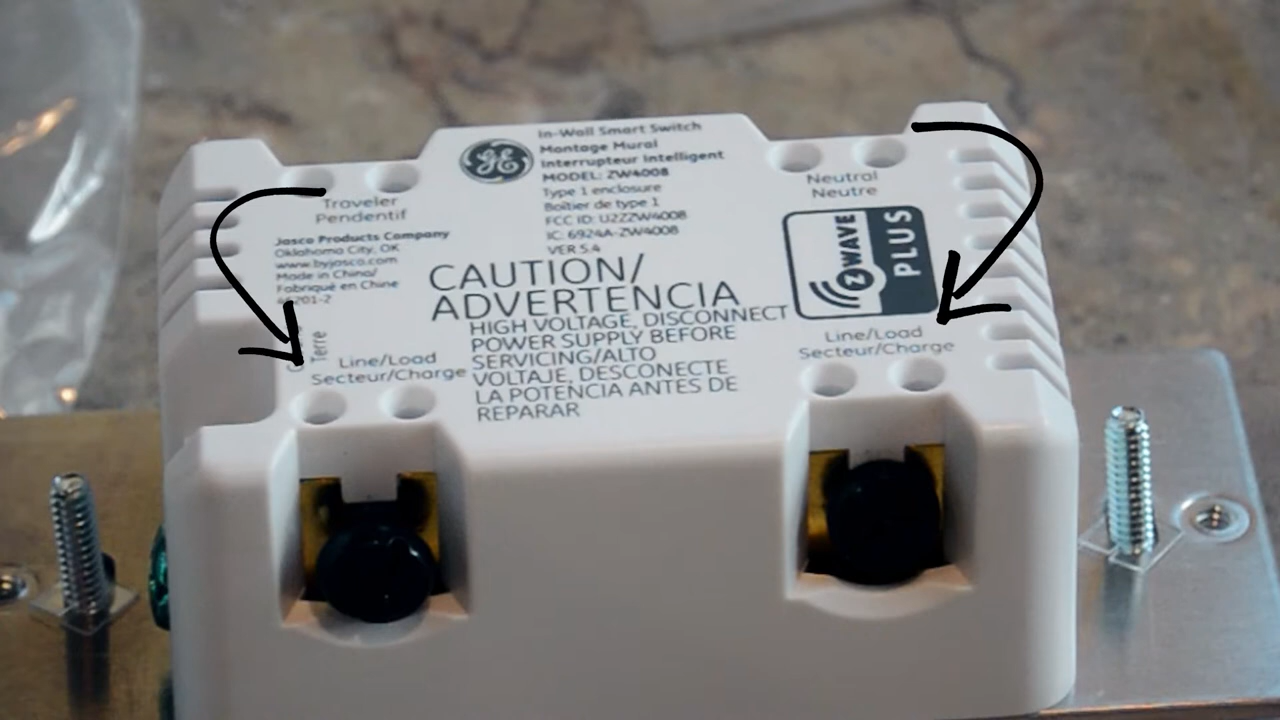 In-Wall Smart Switch
Montage Mural
Interrupteur Intelligent
MODEL: ZW4008
Type 1 enclosure
Boîtier de type 1
FCC ID: U2ZZW4008
IC: 6924A-ZW4008
VER 5.4
GE
Traveler
Pendentif
Neutral
Neutre
Jasco Products Company
Oklahoma City, OK
www.byjasco.com
Made in China/
Fabriqué en Chine
Z WAVE
PLUS
CAUTION/
ADVERTENCIA
HIGH VOLTAGE, DISCONNECT
POWER SUPPLY BEFORE
SERVICING/ALTO
VOLTAJE, DESCONECTE
LA POTENCIA ANTES DE
REPARAR
Terre
Line/Load
Secteur/Charge
Line/Load
Secteur/Charge